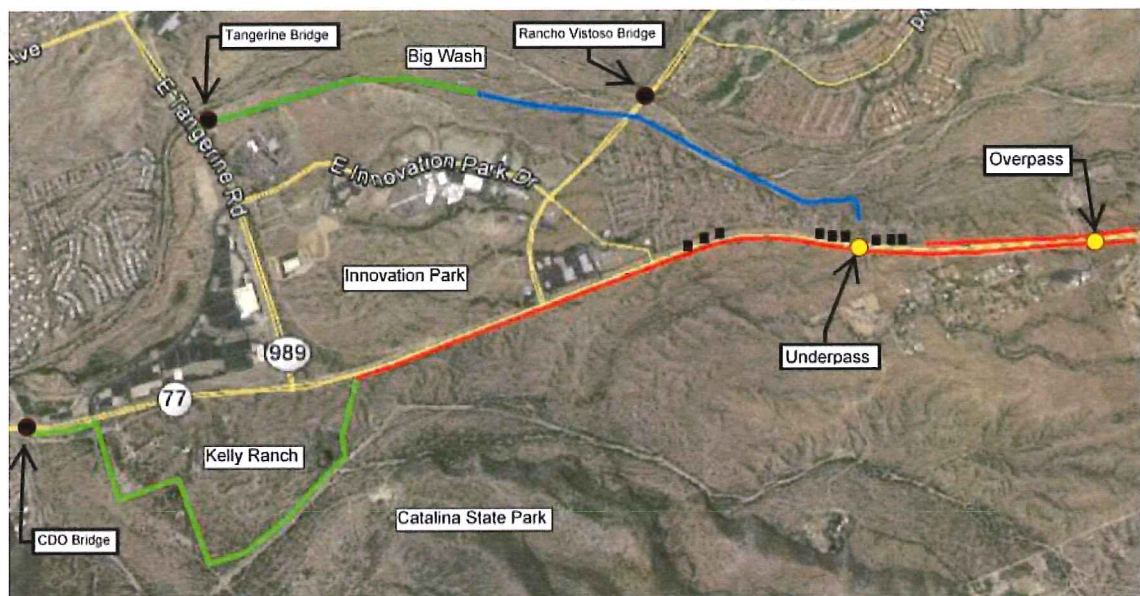 Tangerine Bridge
Rancho Vistoso Bridge
Ave
Big Wash
E Tangerine Rd
E Innovation Park Dr
Overpass
Innovation Park
989
Underpass
77
Kelly Ranch
Catalina State Park
CDO Bridge